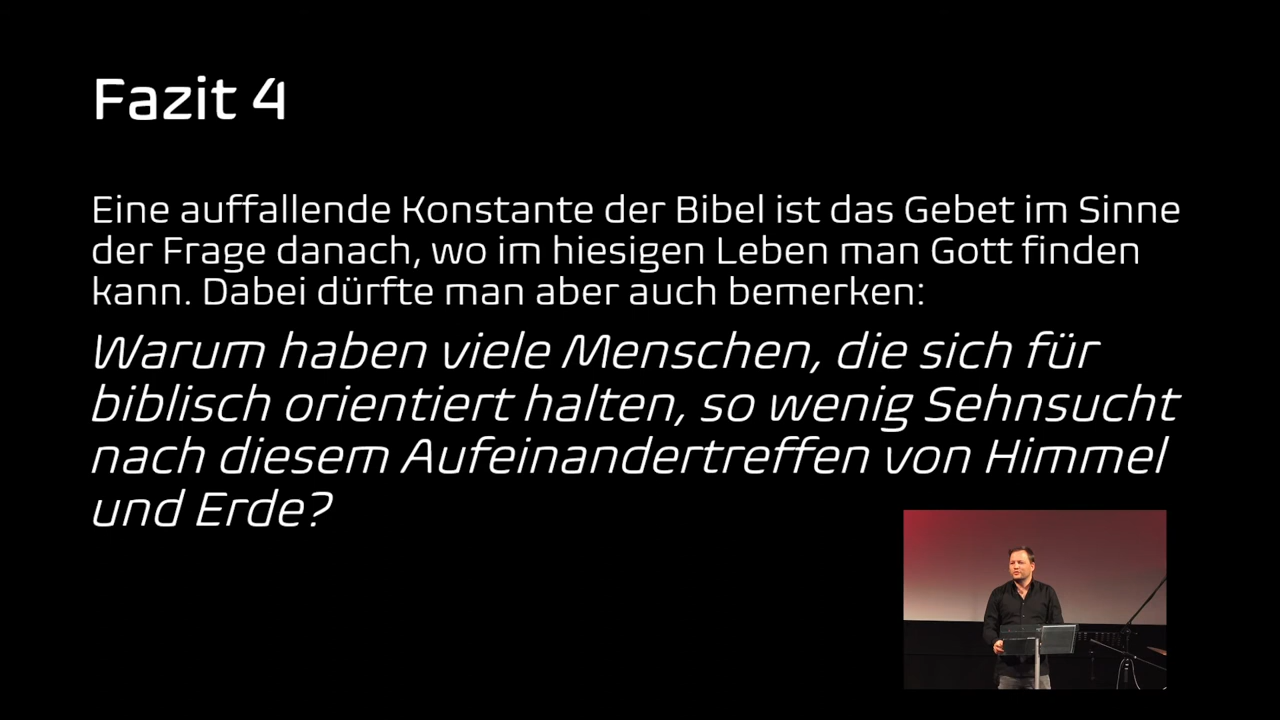 Fazit 4
Eine auffallende Konstante der Bibel ist das Gebet im Sinne
der Frage danach, wo im hiesigen Leben man Gott finden
kann. Dabei dürfte man aber auch bemerken:
Warum haben viele Menschen, die sich für
biblisch orientiert halten, so wenig Sehnsucht
nach diesem Aufeinandertreffen von Himmel
und Erde?